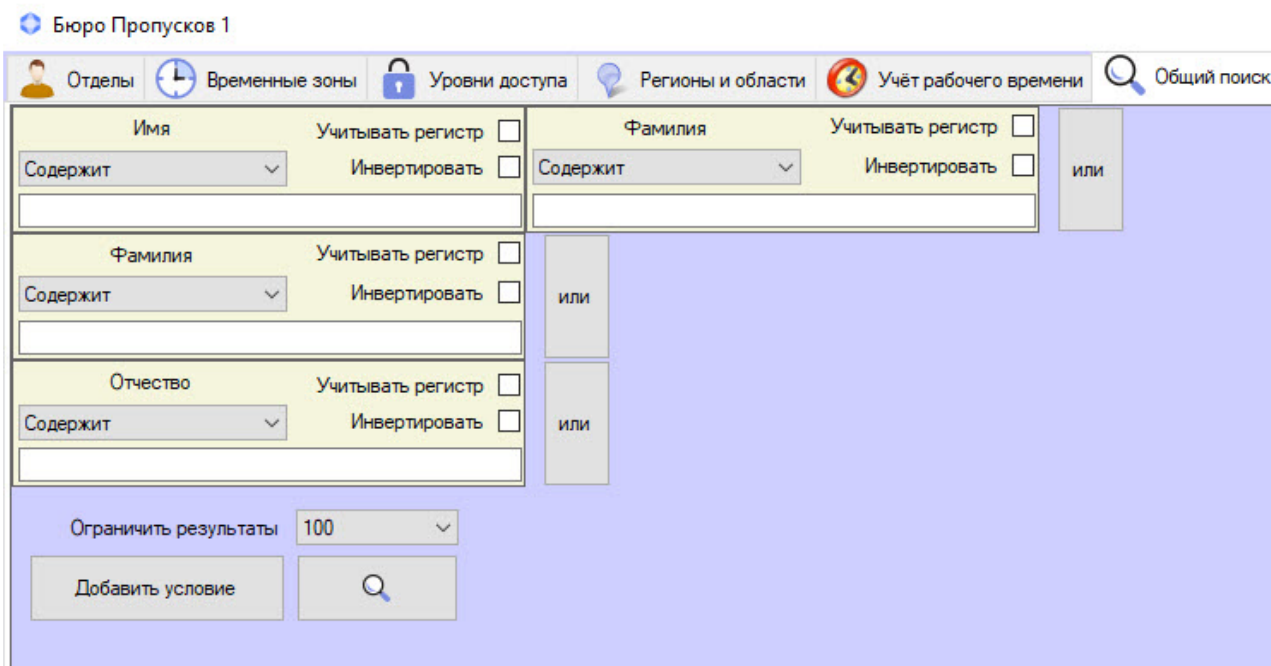 Бюро Пропусков 1
Отделы Временные зоны Уровни доступа Регионы и области Учёт рабочего времени Общий поиск
Имя Учитывать регистр Фамилия Учитывать регистр
Содержит Инвертировать Содержит Инвертировать или
Фамилия Учитывать регистр
Содержит Инвертировать или
Отчество Учитывать регистр
Содержит Инвертировать или
Ограничить результаты 100
Добавить условие